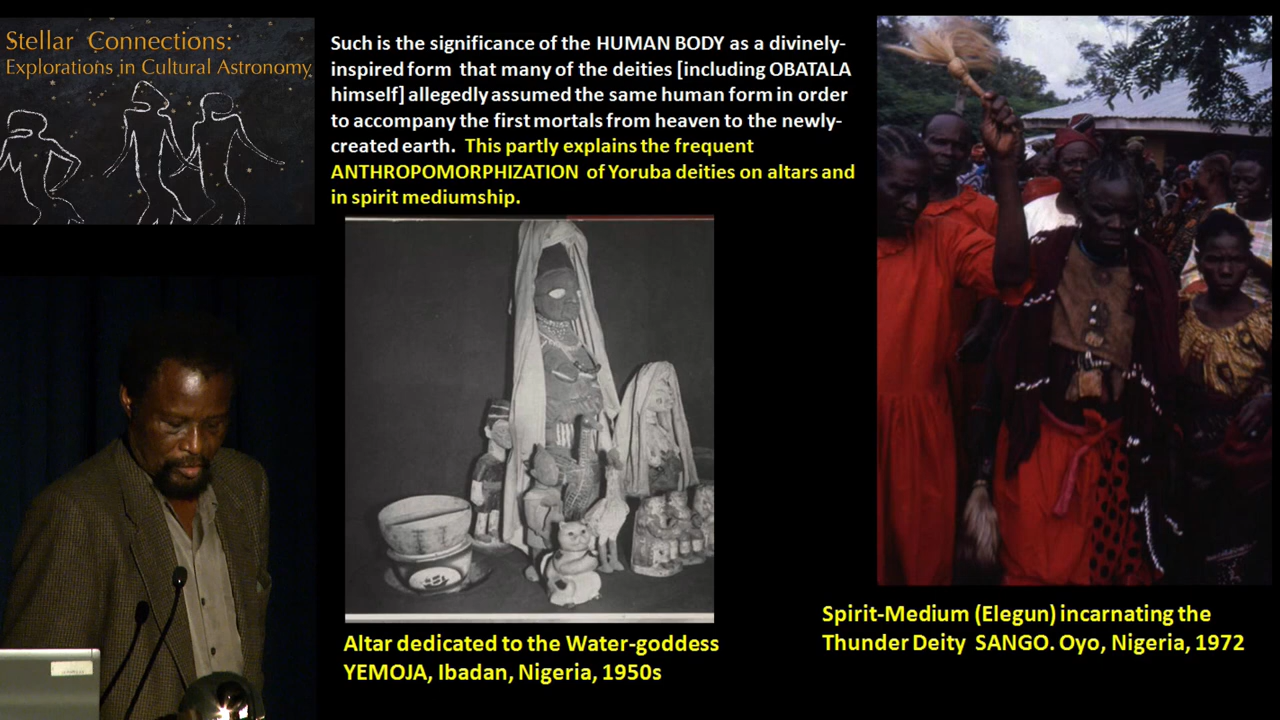 Stellar Connections:
Explorations in Cultural Astronomy
Such is the significance of the HUMAN BODY as a divinely-
inspired form that many of the deities [including OBATALA
himself] allegedly assumed the same human form in order
to accompany the first mortals from heaven to the newly-
created earth. This partly explains the frequent
ANTHROPOMORPHIZATION of Yoruba deities on altars and
in spirit mediumship.
Altar dedicated to the Water-goddess
YEMOJA, Ibadan, Nigeria, 1950s
Spirit-Medium (Elegun) incarnating the
Thunder Deity SANGO. Oyo, Nigeria, 1972